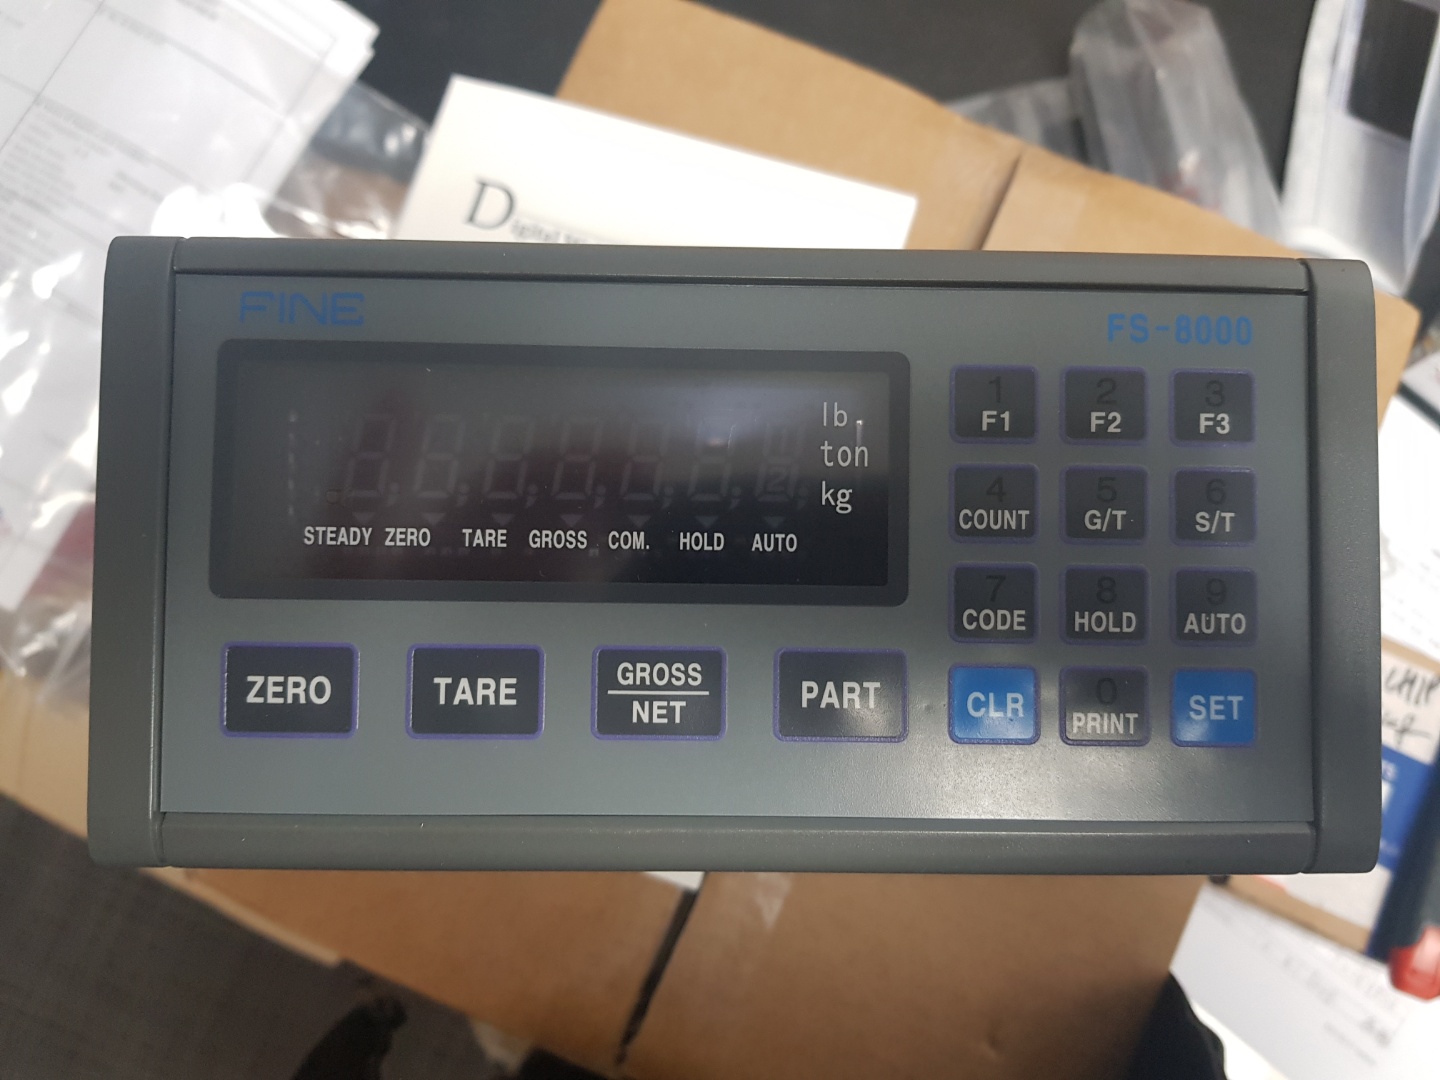 Digital
FINE
FS-8000
lb.
ton
kg
STEADY ZERO TARE GROSS COM. HOLD AUTO
1 2 3
F1 F2 F3
4 5 6
COUNT G/T S/T
7 8 9
CODE HOLD AUTO
ZERO TARE GROSS NET PART
CLR 0 PRINT SET